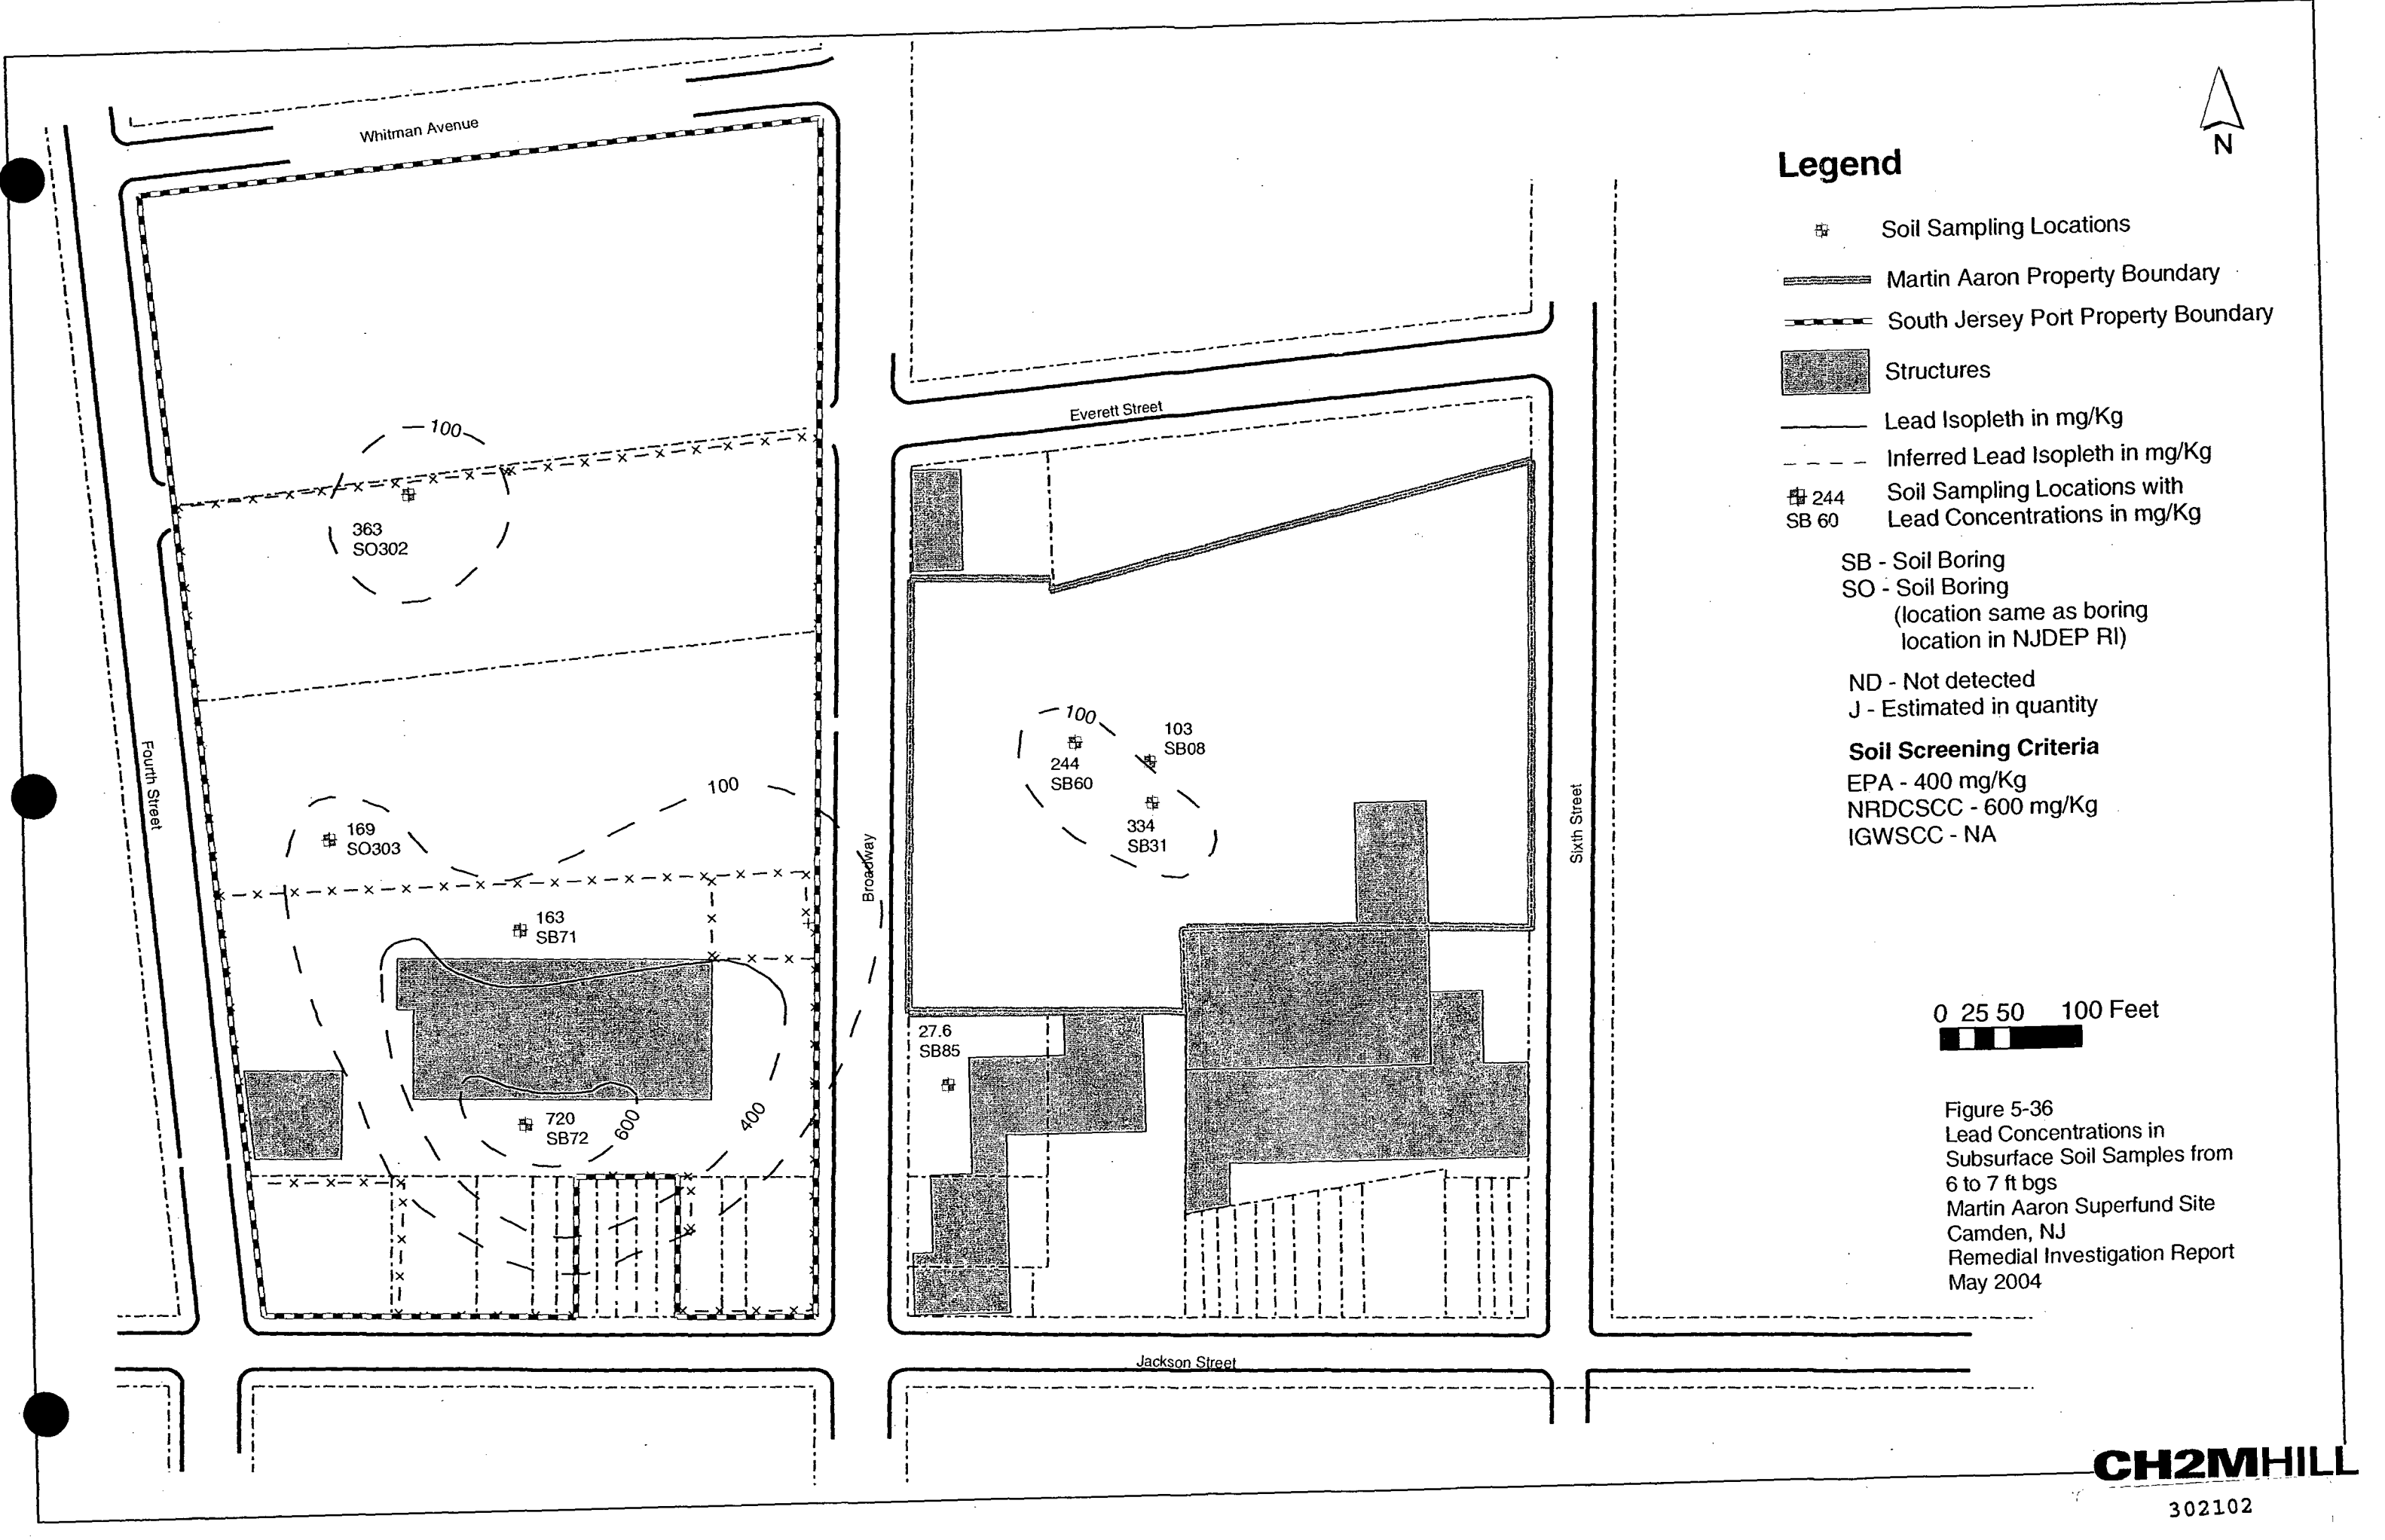 Whitman Avenue
100
363
SO302
Everett Street
Fourth Street
100
169
SO303
163
SB71
Broadway
100
244
SB60
103
SB08
334
SB31
Sixth Street
27.6
SB85
720
SB72
600
400
Jackson Street
N
Legend
Soil Sampling Locations
Martin Aaron Property Boundary
South Jersey Port Property Boundary
Structures
Lead Isopleth in mg/Kg
Inferred Lead Isopleth in mg/Kg
244 Soil Sampling Locations with
SB 60 Lead Concentrations in mg/Kg
SB - Soil Boring
SO - Soil Boring
(location same as boring
location in NJDEP RI)
ND - Not detected
J - Estimated in quantity
Soil Screening Criteria
EPA - 400 mg/Kg
NRDCSCC - 600 mg/Kg
IGWSCC - NA
0 25 50 100 Feet
Figure 5-36
Lead Concentrations in
Subsurface Soil Samples from
6 to 7 ft bgs
Martin Aaron Superfund Site
Camden, NJ
Remedial Investigation Report
May 2004
CH2MHILL
302102